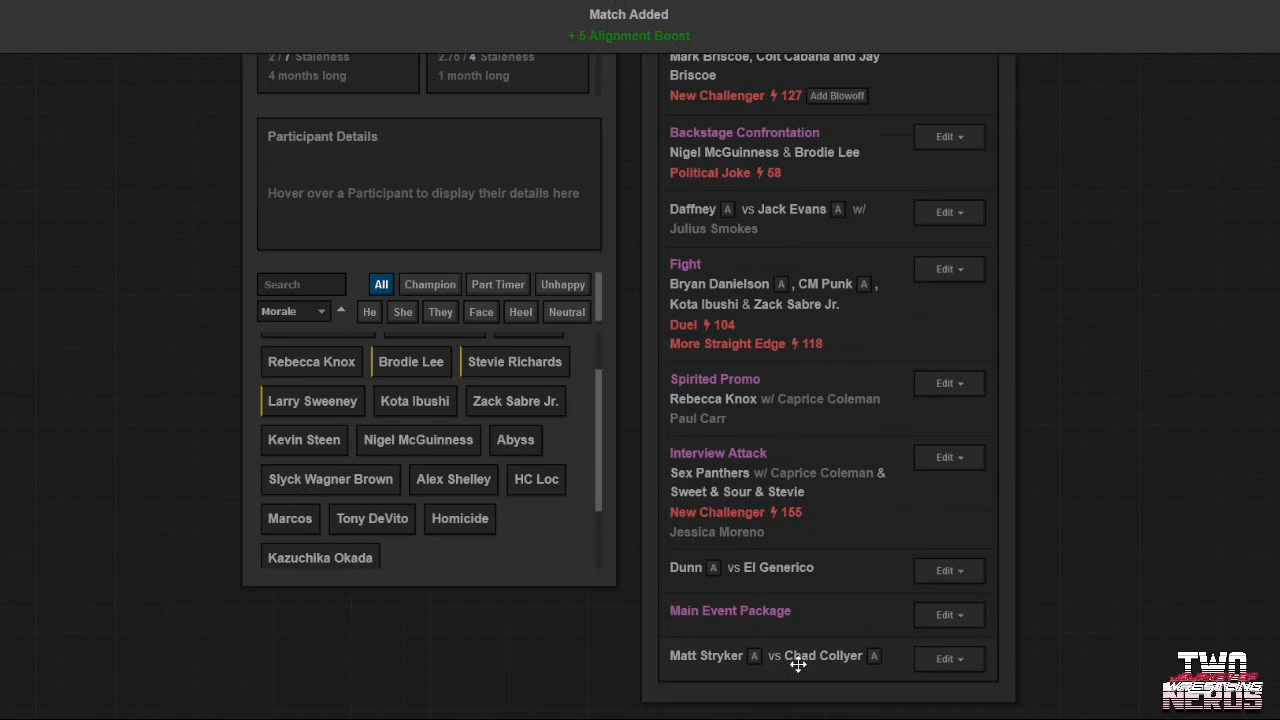 Match Added
+ 5 Alignment Boost
2 / 7 Staleness
4 months long
2.75 / 4 Staleness
1 month long
Participant Details
Hover over a Participant to display their details here
Search
All
Champion
Part Timer
Unhappy
Morale
He
She
They
Face
Heel
Neutral
Rebecca Knox
Brodie Lee
Stevie Richards
Larry Sweeney
Kota Ibushi
Zack Sabre Jr.
Kevin Steen
Nigel McGuinness
Abyss
Slyck Wagner Brown
Alex Shelley
HC Loc
Marcos
Tony DeVito
Homicide
Kazuchika Okada
Mark Briscoe, Colt Cabana and Jay
Briscoe
New Challenger 127 Add Blowoff
Backstage Confrontation
Edit
Nigel McGuinness & Brodie Lee
Political Joke 58
Daffney A vs Jack Evans A w/
Edit
Julius Smokes
Fight
Edit
Bryan Danielson A , CM Punk A ,
Kota Ibushi & Zack Sabre Jr.
Duel 104
More Straight Edge 118
Spirited Promo
Edit
Rebecca Knox w/ Caprice Coleman
Paul Carr
Interview Attack
Edit
Sex Panthers w/ Caprice Coleman &
Sweet & Sour & Stevie
New Challenger 155
Jessica Moreno
Dunn A vs El Generico
Edit
Main Event Package
Edit
Matt Stryker A vs Chad Collyer A
Edit
TWO
WRESTLING
NERDS